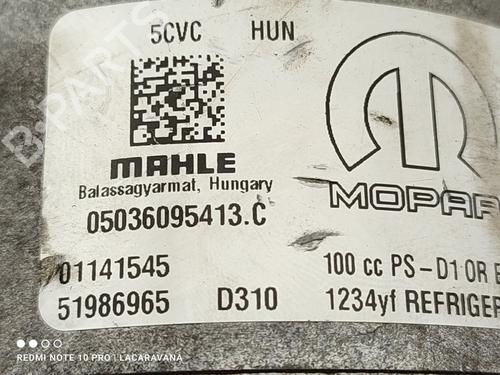 5CVC HUN
MAHLE
Balassagyarmat, Hungary
05036095413.C
MOPAR
01141545
51986965 D310
100 cc PS-D1 OR
1234yf REFRIGER
B-PARTS
REDMI NOTE 10 PRO | LACARAVANA